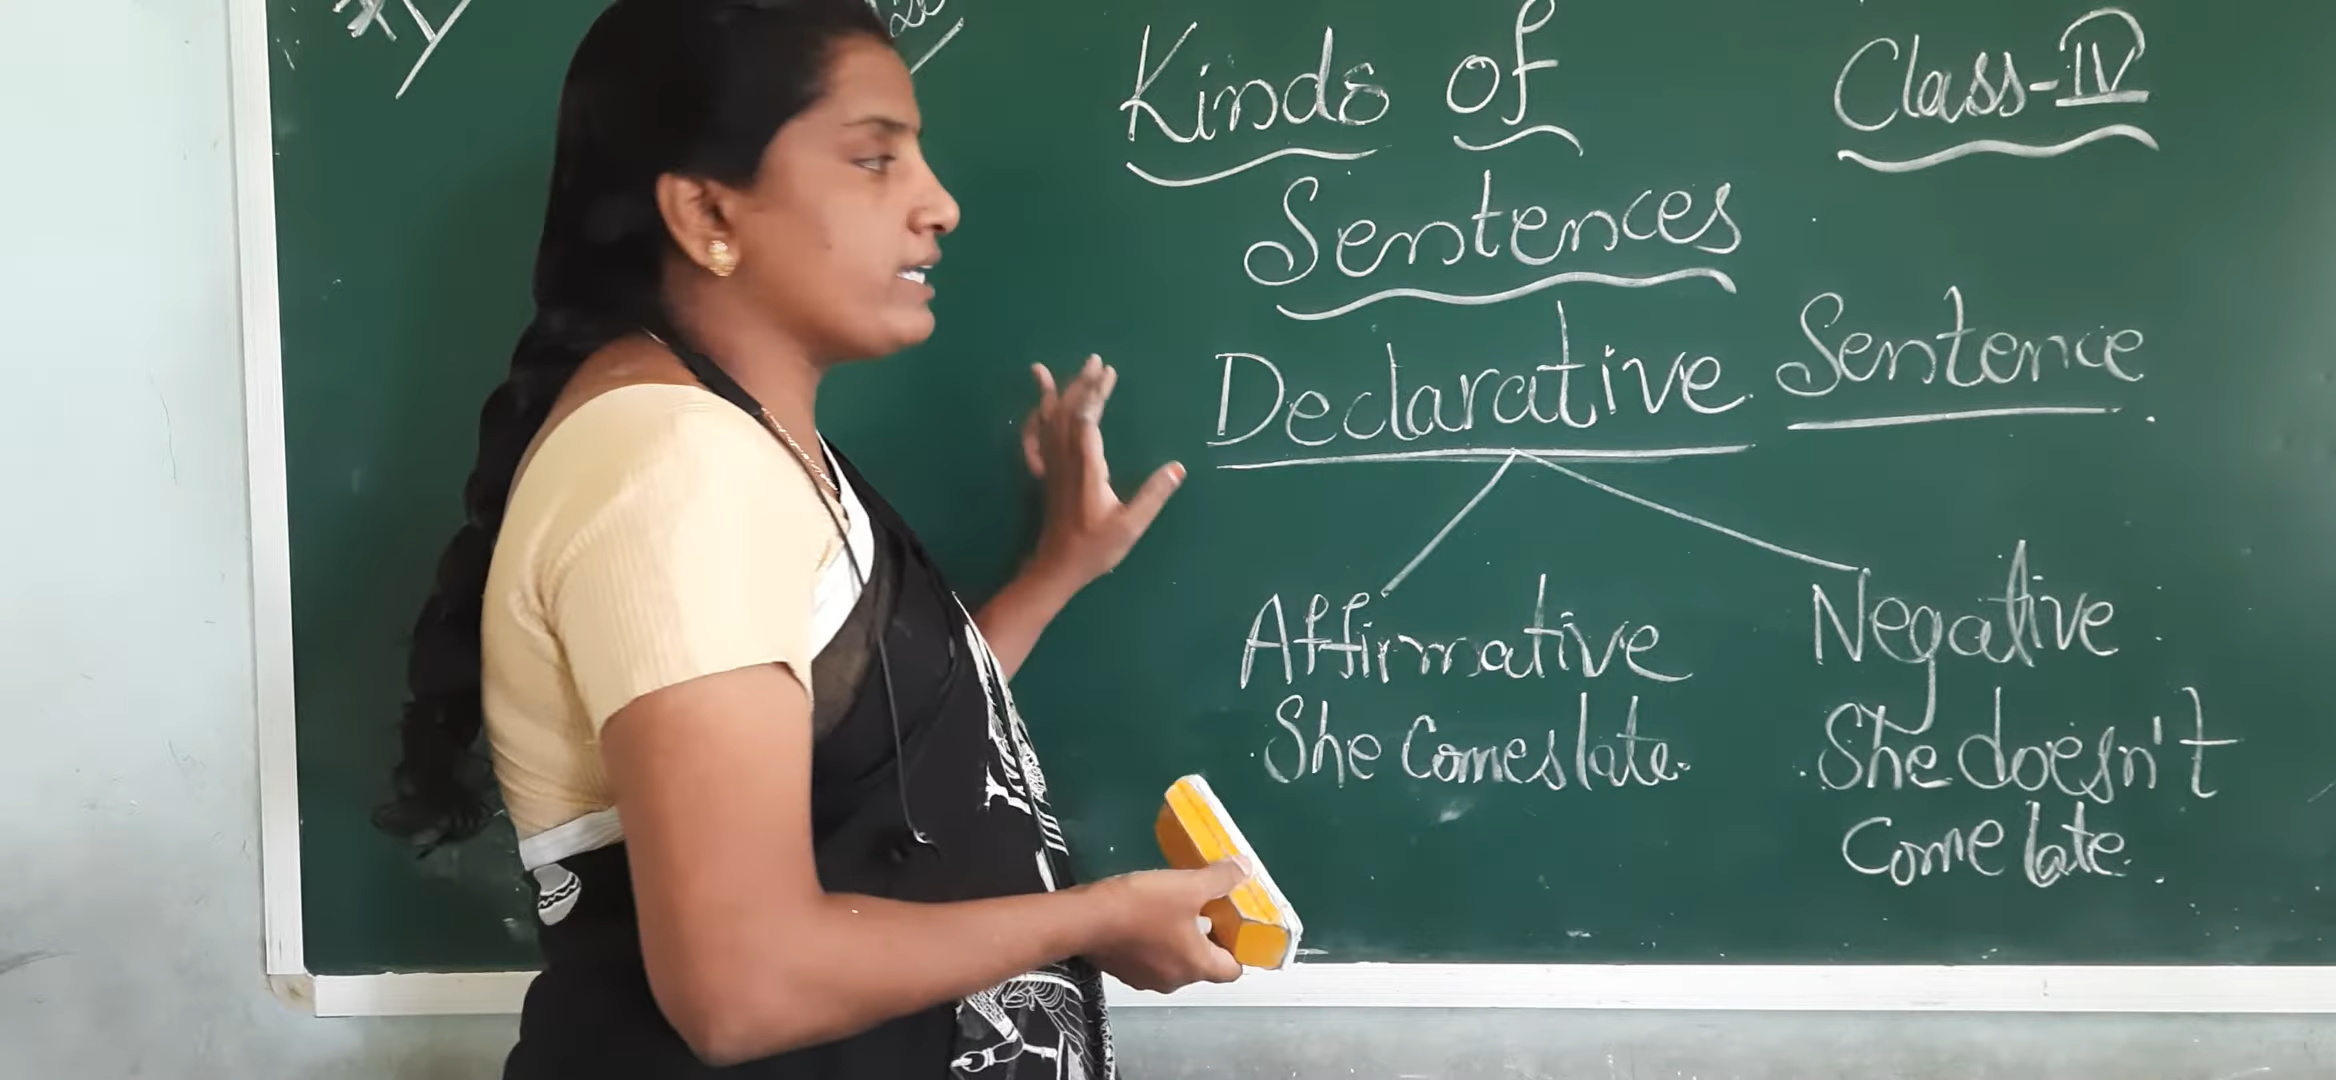 Kinds of Class-IV
Sentences
Declarative Sentence.
Affirmative Negative
She Comes late. She doesn't
Come late.